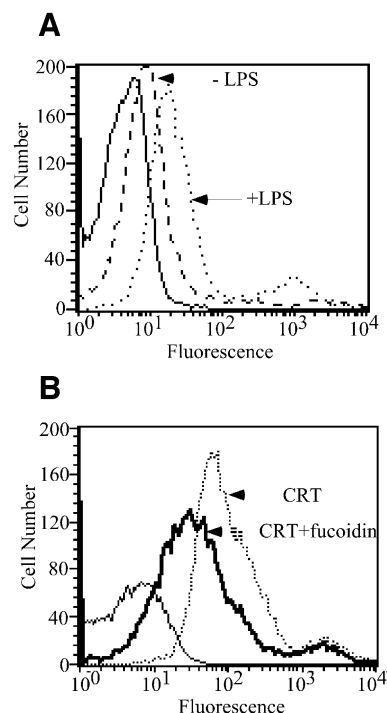 A
200
160
120
80
40
0
Cell Number
- LPS
+LPS
10^0 10^1 10^2 10^3 10^4
Fluorescence
B
200
160
120
80
40
0
Cell Number
CRT
CRT+fucoidin
10^1 10^2 10^3 10^4
Fluorescence